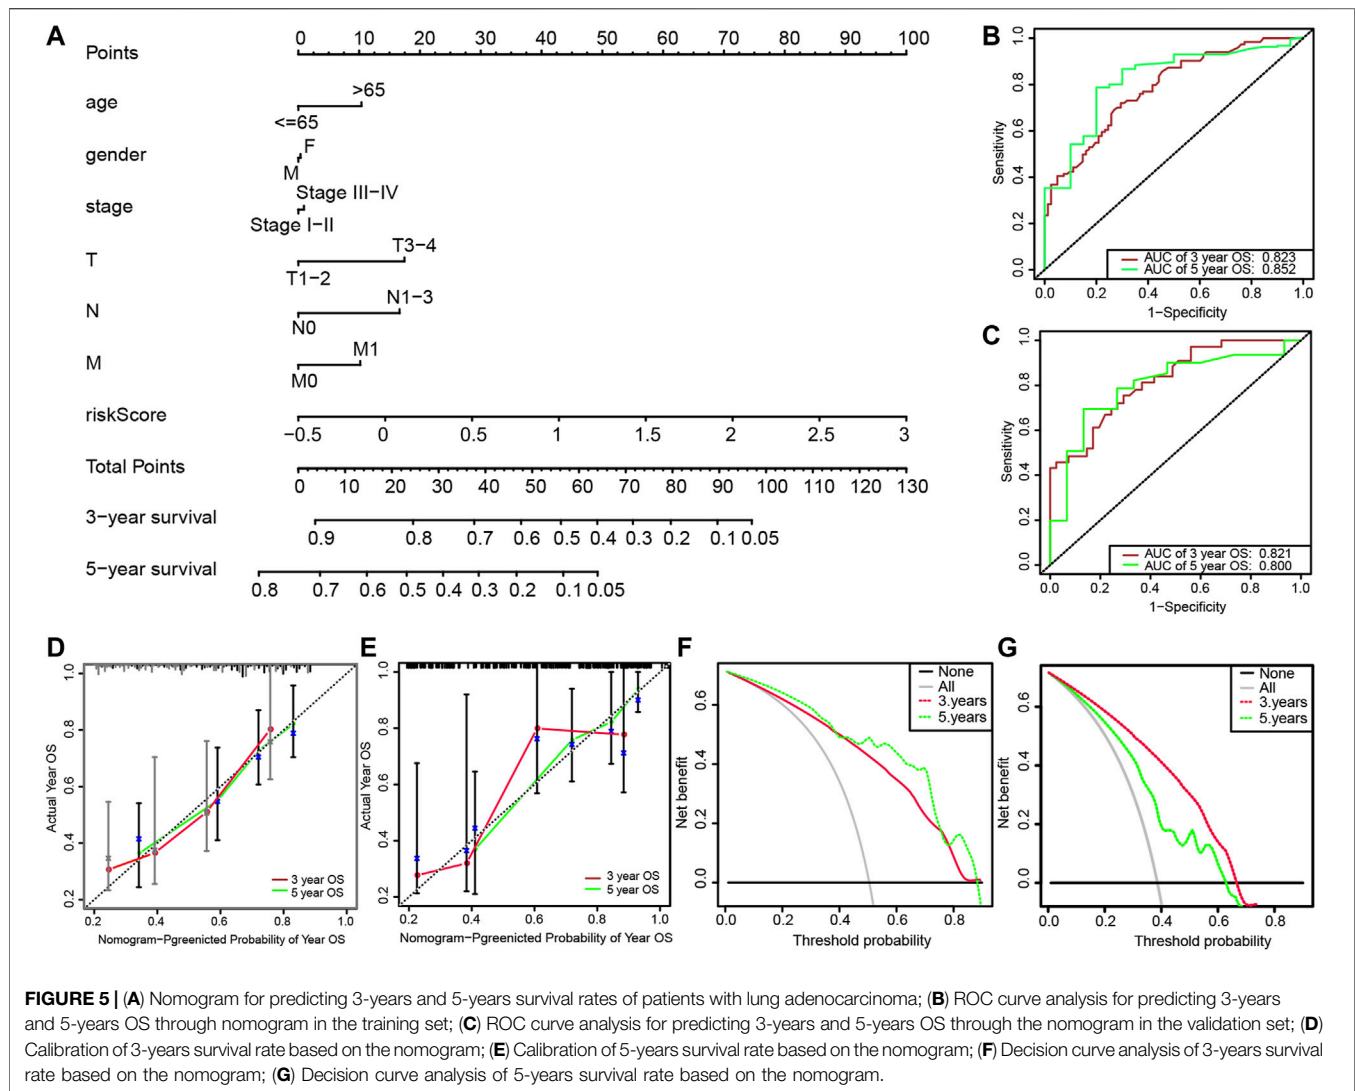 A
Points
0 10 20 30 40 50 60 70 80 90 100
age
>65
<=65
gender
F
M
stage
Stage III−IV
Stage I−II
T
T3−4
T1−2
N
N1−3
N0
M
M1
M0
riskScore
−0.5 0 0.5 1 1.5 2 2.5 3
Total Points
0 10 20 30 40 50 60 70 80 90 100 110 120 130
3−year survival
0.9 0.8 0.7 0.6 0.5 0.4 0.3 0.2 0.1 0.05
5−year survival
0.8 0.7 0.6 0.5 0.4 0.3 0.2 0.1 0.05
B
Sensitivity
0.0 0.2 0.4 0.6 0.8 1.0
AUC of 3 year OS: 0.823
AUC of 5 year OS: 0.852
0.0 0.2 0.4 0.6 0.8 1.0
1−Specificity
C
Sensitivity
0.0 0.2 0.4 0.6 0.8 1.0
AUC of 3 year OS: 0.821
AUC of 5 year OS: 0.800
0.0 0.2 0.4 0.6 0.8 1.0
1−Specificity
D
Actual Year OS
0.2 0.4 0.6 0.8 1.0
3 year OS
5 year OS
0.2 0.4 0.6 0.8 1.0
Nomogram−Pgreenicted Probability of Year OS
E
Actual Year OS
0.2 0.4 0.6 0.8 1.0
3 year OS
5 year OS
0.2 0.4 0.6 0.8 1.0
Nomogram−Pgreenicted Probability of Year OS
F
Net benefit
0.0 0.2 0.4 0.6
None
All
3.years
5.years
0.0 0.2 0.4 0.6 0.8
Threshold probability
G
Net benefit
0.0 0.2 0.4 0.6
None
All
3.years
5.years
0.0 0.2 0.4 0.6 0.8
Threshold probability
FIGURE 5 | (A) Nomogram for predicting 3-years and 5-years survival rates of patients with lung adenocarcinoma; (B) ROC curve analysis for predicting 3-years
and 5-years OS through nomogram in the training set; (C) ROC curve analysis for predicting 3-years and 5-years OS through the nomogram in the validation set; (D)
Calibration of 3-years survival rate based on the nomogram; (E) Calibration of 5-years survival rate based on the nomogram; (F) Decision curve analysis of 3-years survival
rate based on the nomogram; (G) Decision curve analysis of 5-years survival rate based on the nomogram.